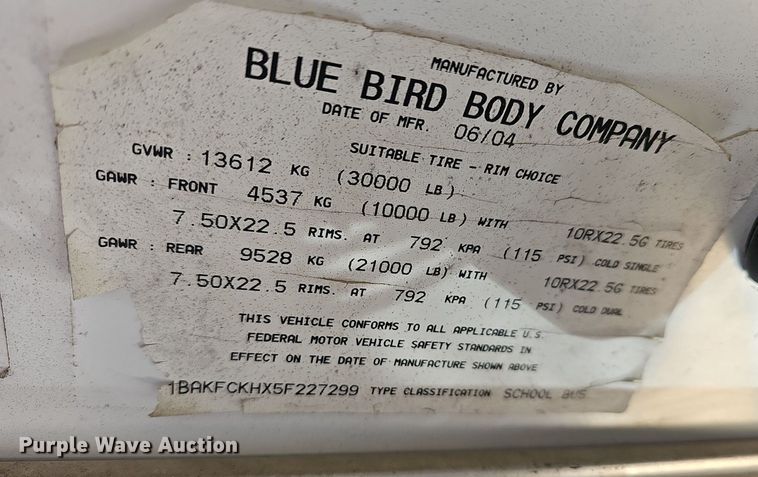 MANUFACTURED BY
BLUE BIRD BODY COMPANY
DATE OF MFR. 06/04
SUITABLE TIRE - RIM CHOICE
GVWR : 13612 KG (30000 LB)
GAWR : FRONT 4537 KG (10000 LB) WITH 10RX22.5G TIRES
7.50X22.5 RIMS. AT 792 KPA (115 PSI) COLD SINGLE
GAWR : REAR 9528 KG (21000 LB) WITH 10RX22.5G TIRES
7.50X22.5 RIMS. AT 792 KPA (115 PSI) COLD DUAL
THIS VEHICLE CONFORMS TO ALL APPLICABLE U.S.
FEDERAL MOTOR VEHICLE SAFETY STANDARDS IN
EFFECT ON THE DATE OF MANUFACTURE SHOWN ABOVE
1BAKFCKHX5F227299 TYPE CLASSIFICATION SCHOOL BUS.
Purple Wave Auction